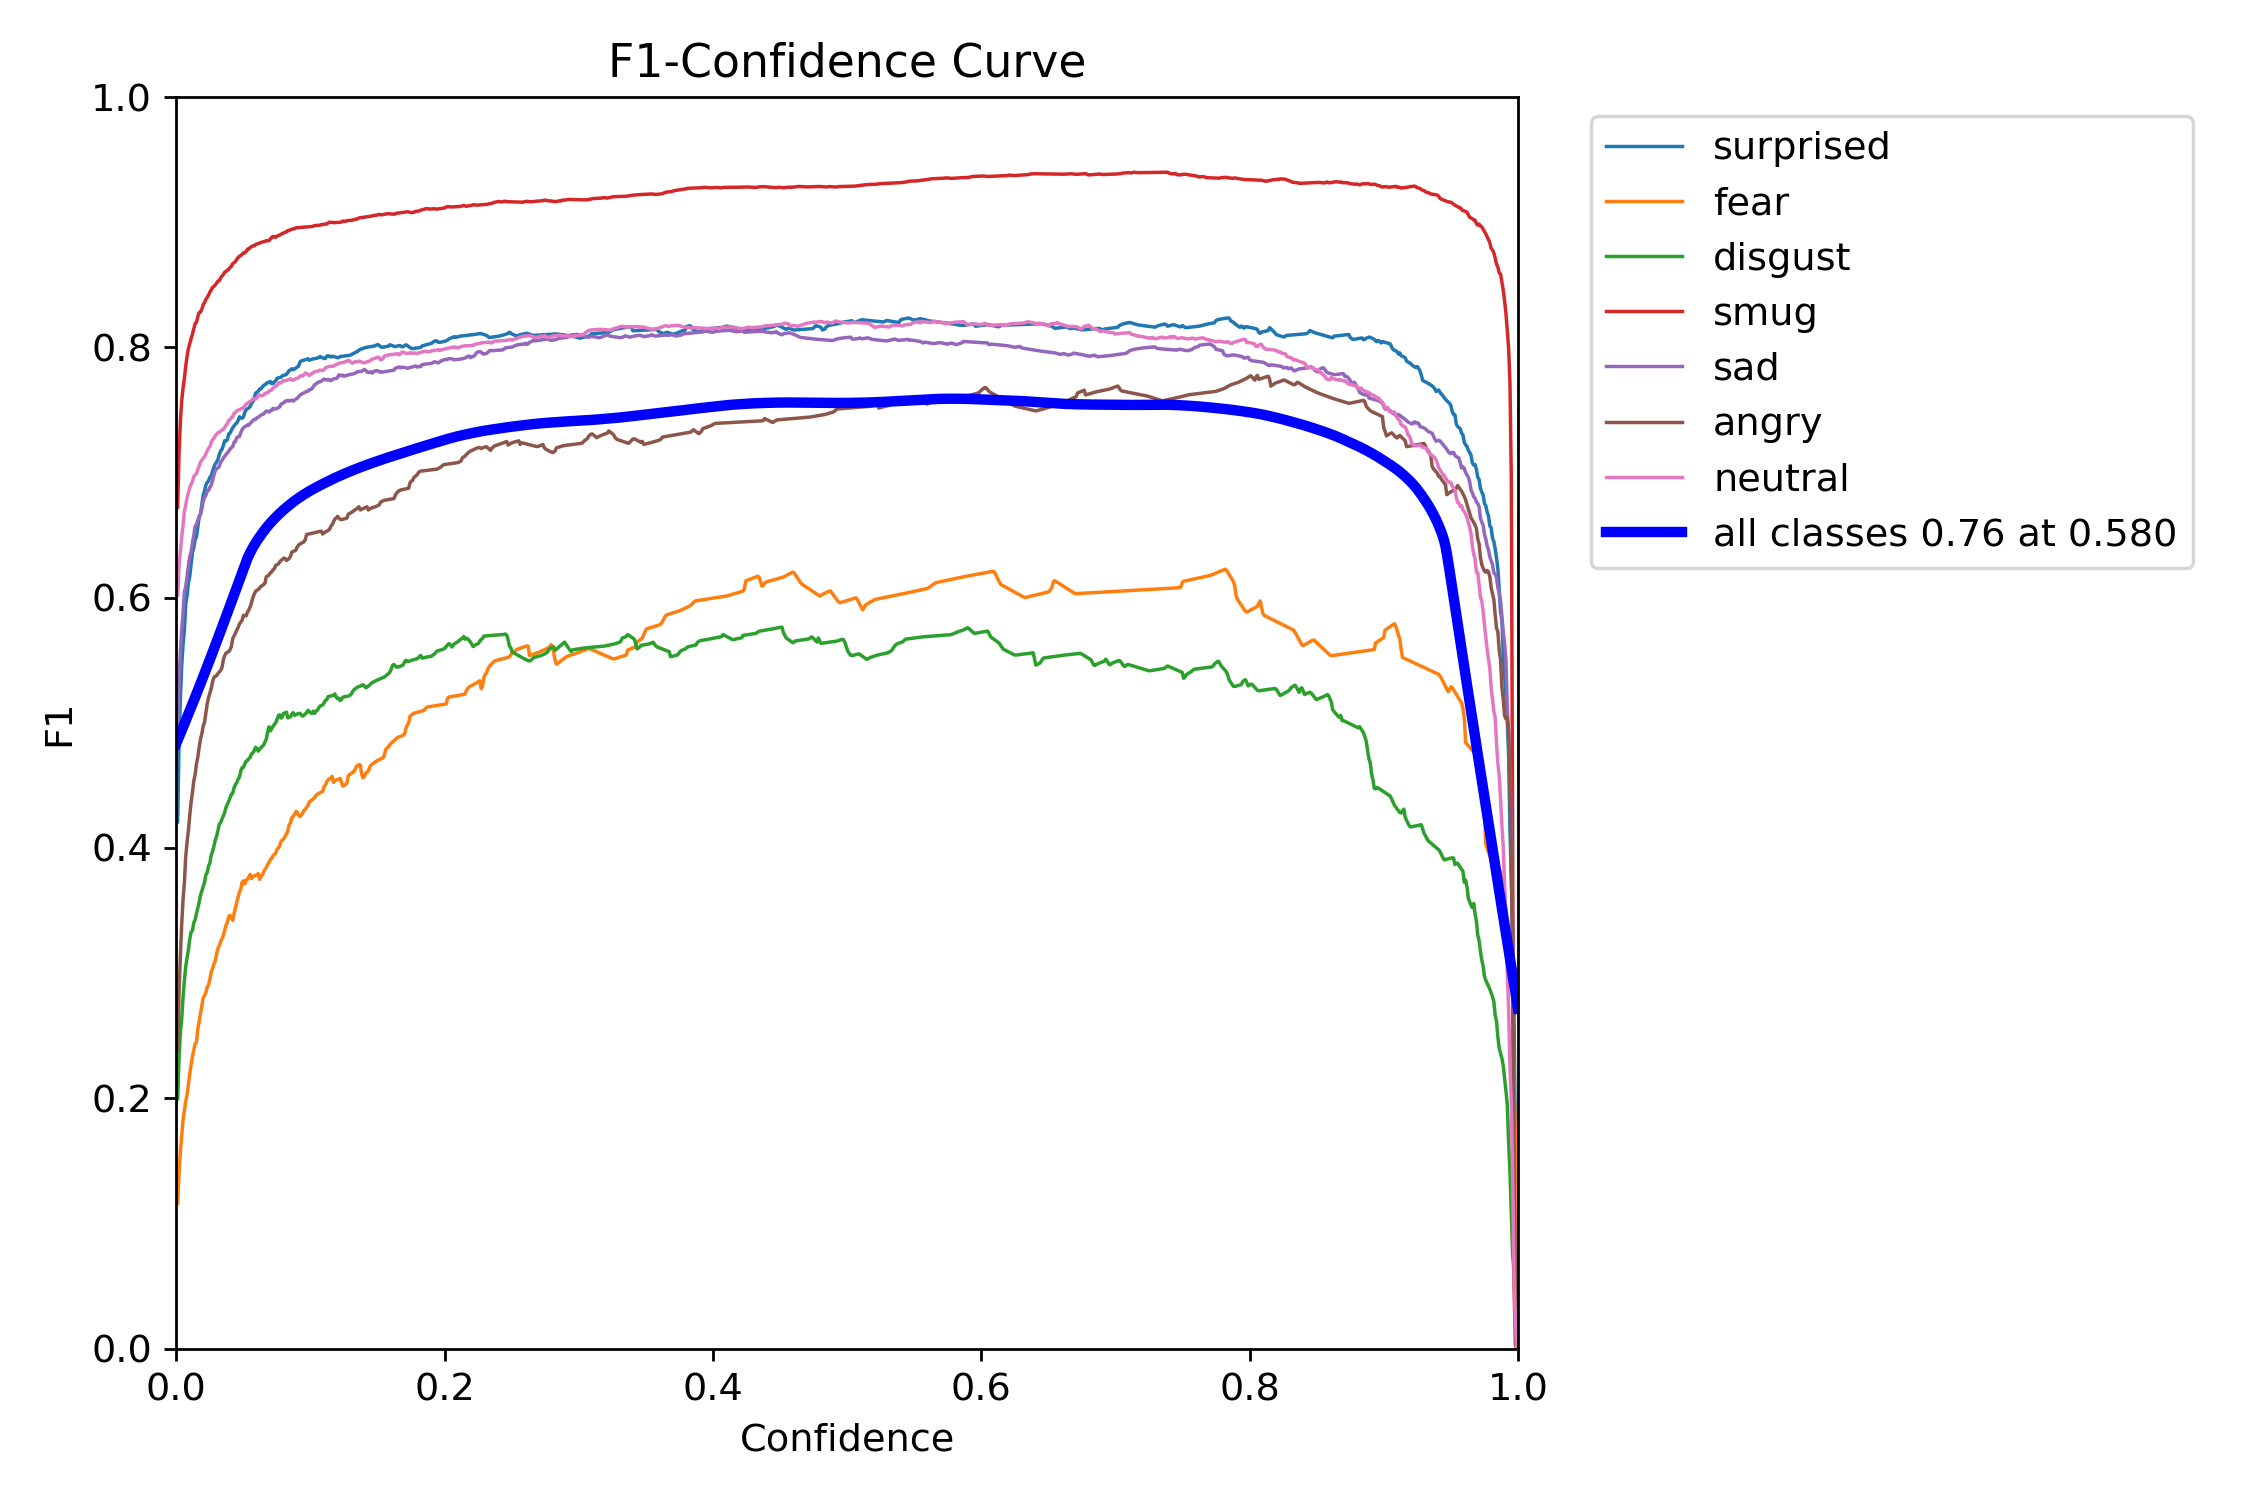 F1-Confidence Curve
1.0
0.8
0.6
0.4
0.2
0.0
F1
0.0 0.2 0.4 0.6 0.8 1.0
Confidence
surprised
fear
disgust
smug
sad
angry
neutral
all classes 0.76 at 0.580